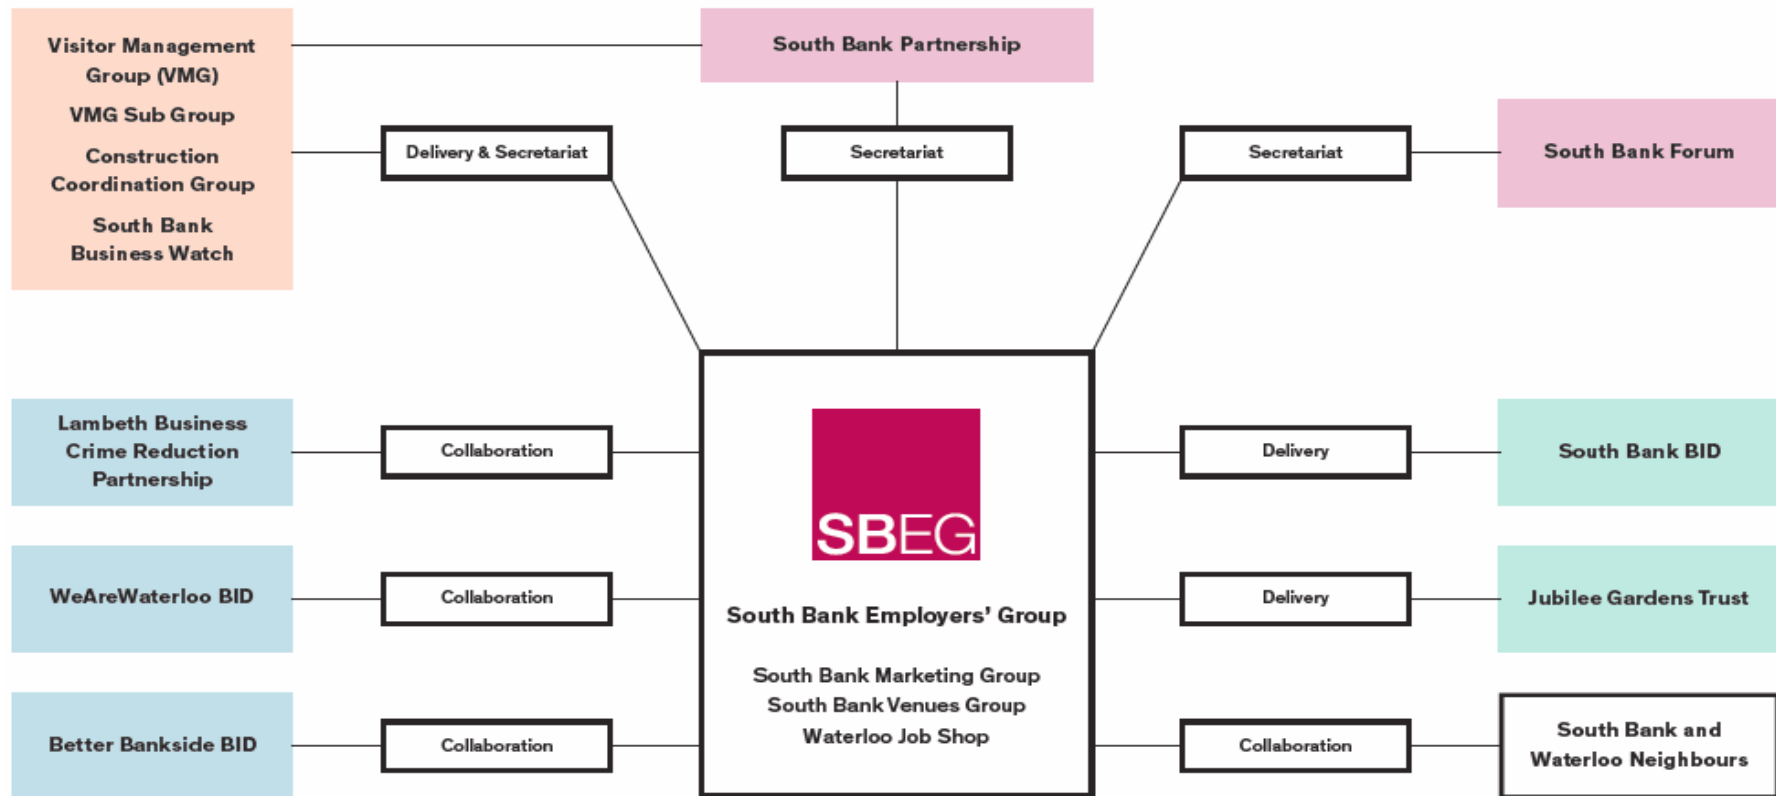 Visitor Management
Group (VMG)
VMG Sub Group
Construction
Coordination Group
South Bank
Business Watch
South Bank Partnership
Delivery & Secretariat
Secretariat
Secretariat
South Bank Forum
Lambeth Business
Crime Reduction
Partnership
Collaboration
WeAreWaterloo BID
Collaboration
Better Bankside BID
Collaboration
SBEG
South Bank Employers’ Group
South Bank Marketing Group
South Bank Venues Group
Waterloo Job Shop
Delivery
South Bank BID
Delivery
Jubilee Gardens Trust
Collaboration
South Bank and
Waterloo Neighbours